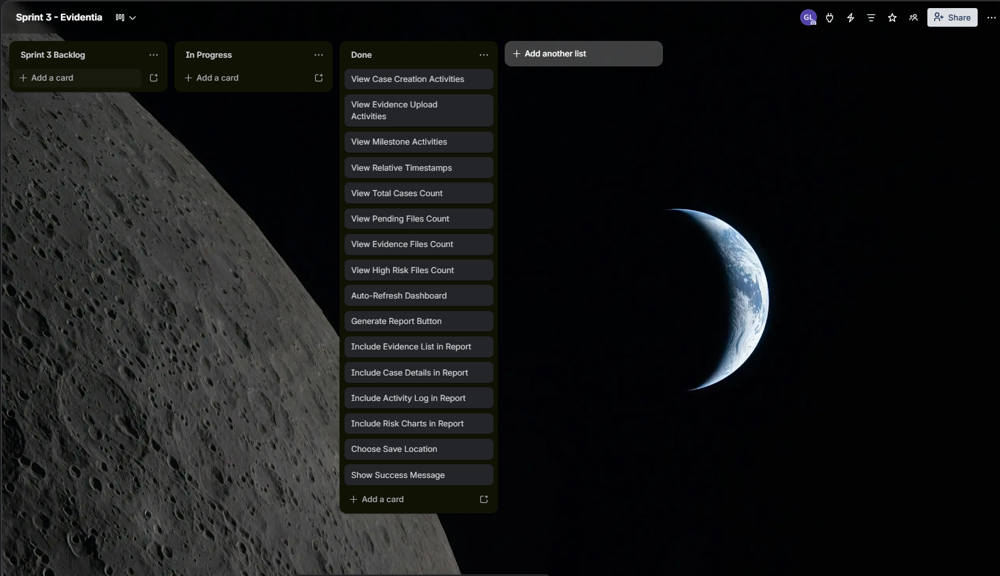 Sprint 3 - Evidentia
GL
Share
Sprint 3 Backlog
Add a card
In Progress
Add a card
Done
View Case Creation Activities
View Evidence Upload
Activities
View Milestone Activities
View Relative Timestamps
View Total Cases Count
View Pending Files Count
View Evidence Files Count
View High Risk Files Count
Auto-Refresh Dashboard
Generate Report Button
Include Evidence List in Report
Include Case Details in Report
Include Activity Log in Report
Include Risk Charts in Report
Choose Save Location
Show Success Message
Add a card
Add another list